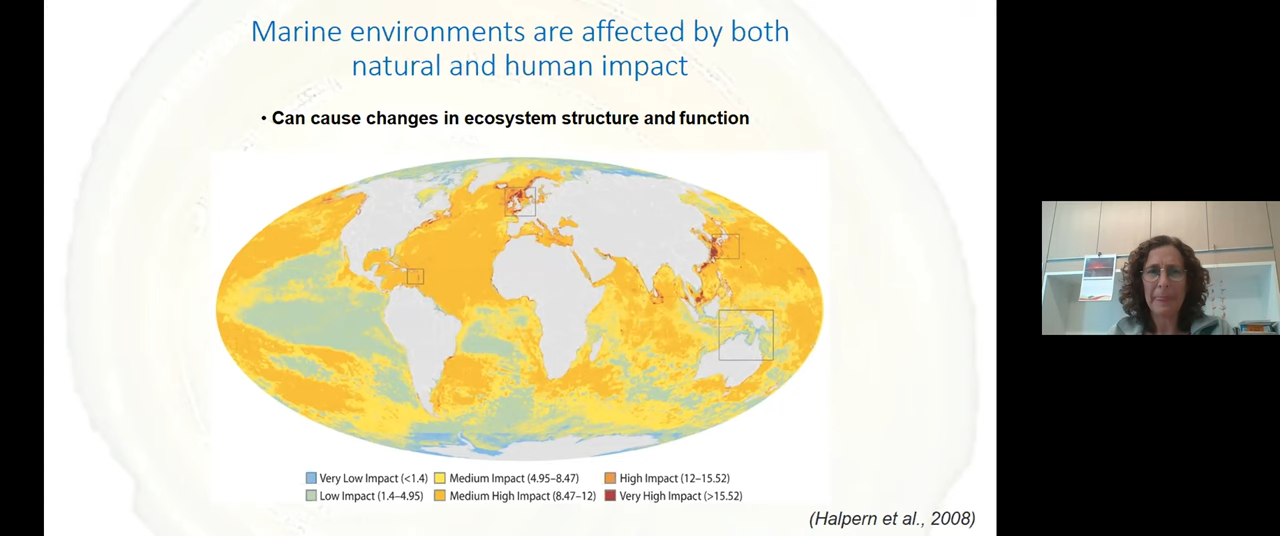 Marine environments are affected by both
natural and human impact
• Can cause changes in ecosystem structure and function
Very Low Impact (<1.4)
Medium Impact (4.95–8.47)
High Impact (12–15.52)
Low Impact (1.4–4.95)
Medium High Impact (8.47–12)
Very High Impact (>15.52)
(Halpern et al., 2008)